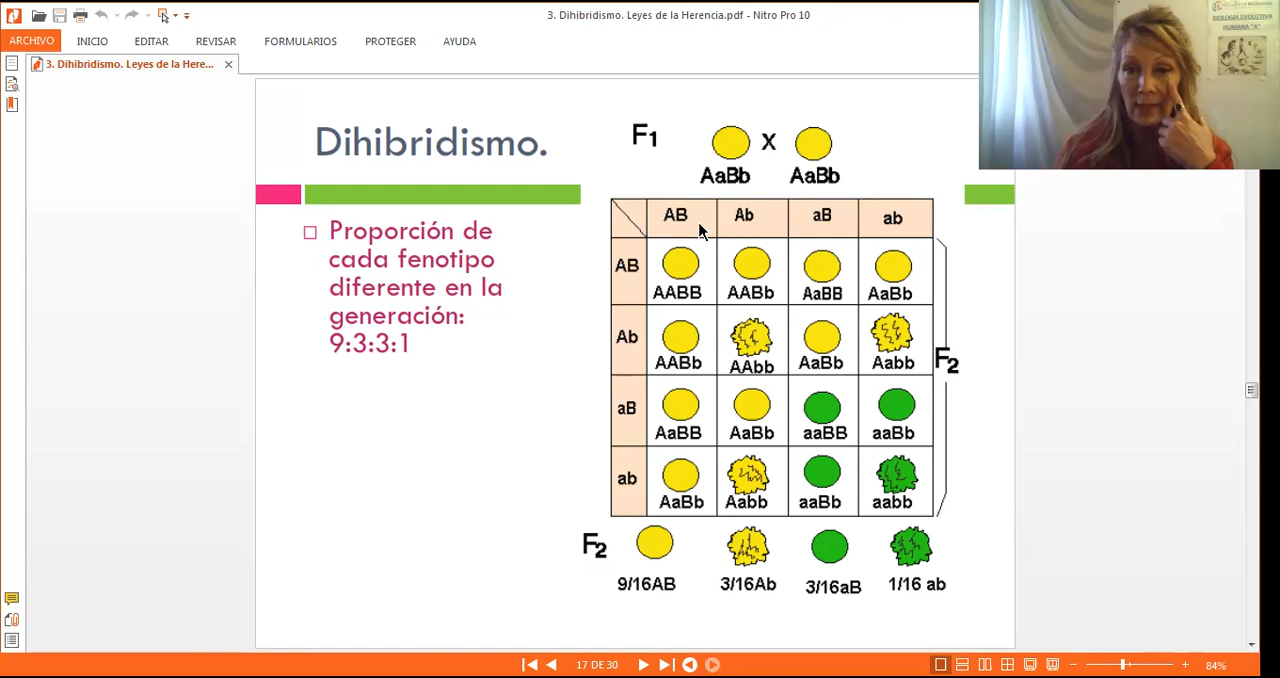 3. Dihibridismo. Leyes de la Herencia.pdf - Nitro Pro 10
ARCHIVO INICIO EDITAR REVISAR FORMULARIOS PROTEGER AYUDA
3. Dihibridismo. Leyes de la Here...
BIOLOGÍA EVOLUTIVA
HUMANA "A"
Dihibridismo.
Proporción de
cada fenotipo
diferente en la
generación:
9:3:3:1
F1 X
AaBb AaBb
AB Ab aB ab
AB
AABB AABb AaBB AaBb
Ab
AABb AAbb AaBb Aabb
aB
AaBB AaBb aaBB aaBb
ab
AaBb Aabb aaBb aabb
F2
F2
9/16AB 3/16Ab 3/16aB 1/16 ab
17 DE 30
84%